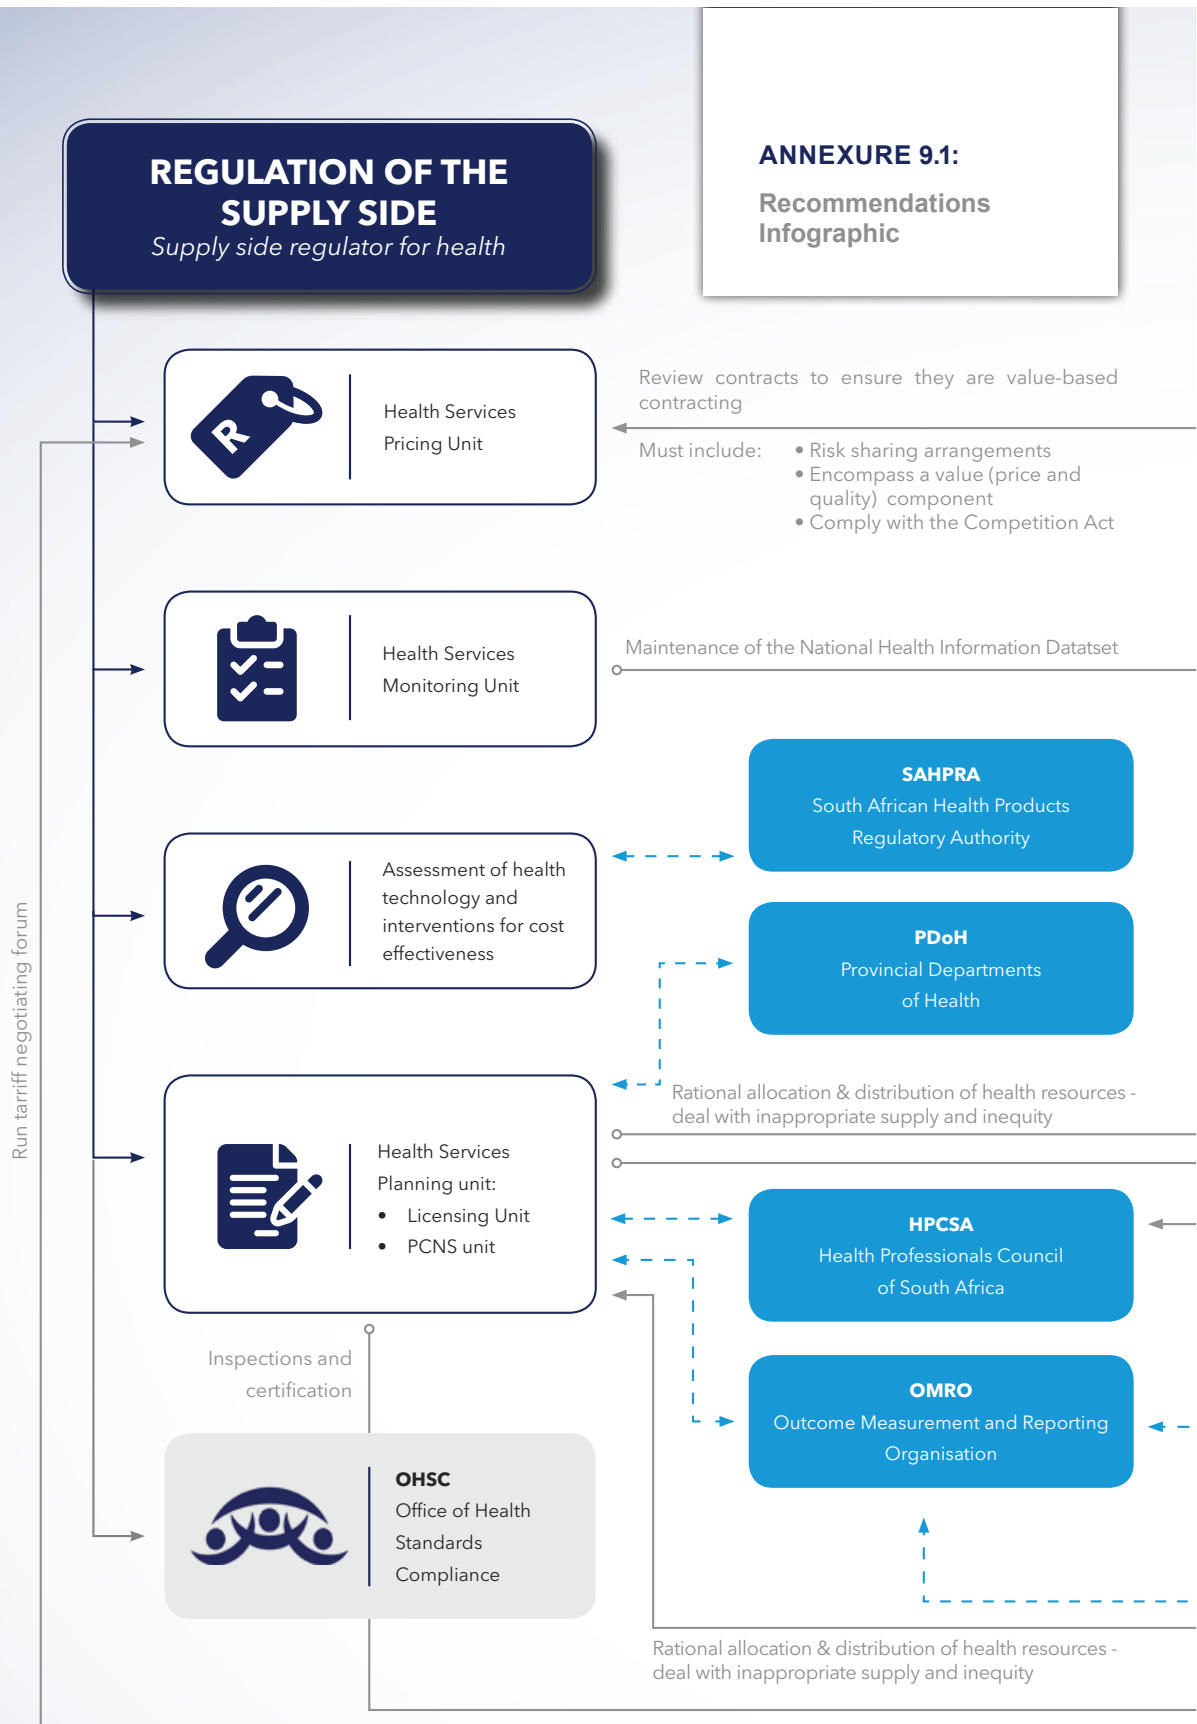 REGULATION OF THE
SUPPLY SIDE
Supply side regulator for health
ANNEXURE 9.1:
Recommendations
Infographic
R
Health Services
Pricing Unit
Review contracts to ensure they are value-based
contracting
Must include:
• Risk sharing arrangements
• Encompass a value (price and
quality) component
• Comply with the Competition Act
Health Services
Monitoring Unit
Maintenance of the National Health Information Datatset
SAHPRA
South African Health Products
Regulatory Authority
Assessment of health
technology and
interventions for cost
effectiveness
PDoH
Provincial Departments
of Health
Run tarriff negotiating forum
Rational allocation & distribution of health resources -
deal with inappropriate supply and inequity
Health Services
Planning unit:
• Licensing Unit
• PCNS unit
HPCSA
Health Professionals Council
of South Africa
Inspections and
certification
OMRO
Outcome Measurement and Reporting
Organisation
OHSC
Office of Health
Standards
Compliance
Rational allocation & distribution of health resources -
deal with inappropriate supply and inequity